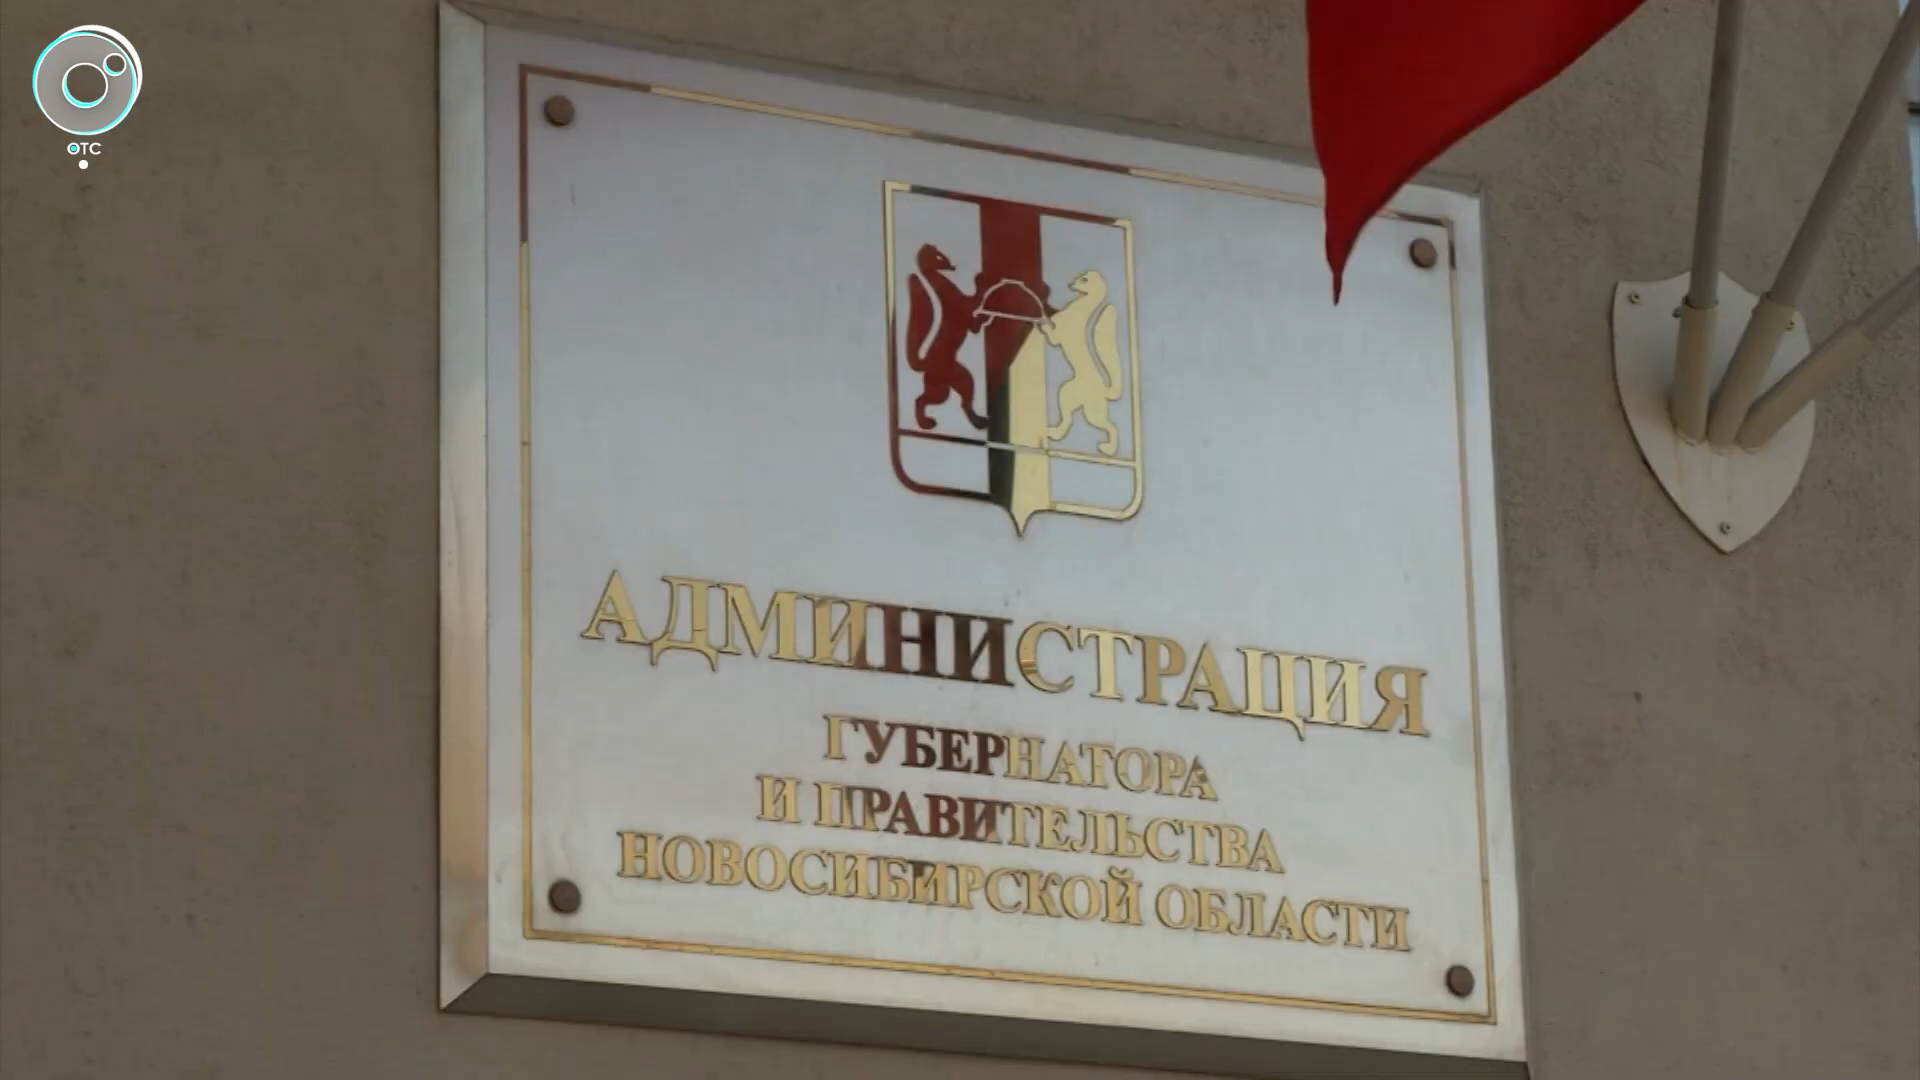 ОТС
АДМИНИСТРАЦИЯ
ГУБЕРНАТОРА
И ПРАВИТЕЛЬСТВА
НОВОСИБИРСКОЙ ОБЛАСТИ